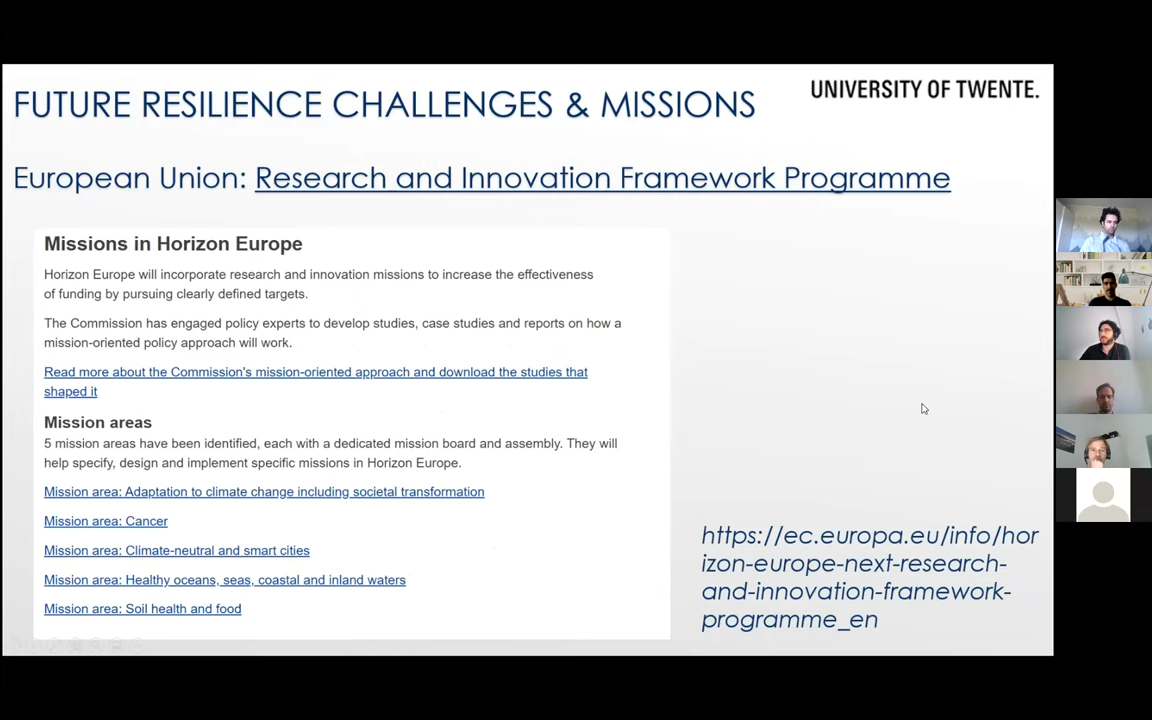 UNIVERSITY OF TWENTE.
FUTURE RESILIENCE CHALLENGES & MISSIONS
European Union: Research and Innovation Framework Programme
Missions in Horizon Europe
Horizon Europe will incorporate research and innovation missions to increase the effectiveness
of funding by pursuing clearly defined targets.
The Commission has engaged policy experts to develop studies, case studies and reports on how a
mission-oriented policy approach will work.
Read more about the Commission's mission-oriented approach and download the studies that
shaped it
Mission areas
5 mission areas have been identified, each with a dedicated mission board and assembly. They will
help specify, design and implement specific missions in Horizon Europe.
Mission area: Adaptation to climate change including societal transformation
Mission area: Cancer
Mission area: Climate-neutral and smart cities
Mission area: Healthy oceans, seas, coastal and inland waters
Mission area: Soil health and food
https://ec.europa.eu/info/hor
izon-europe-next-research-
and-innovation-framework-
programme_en